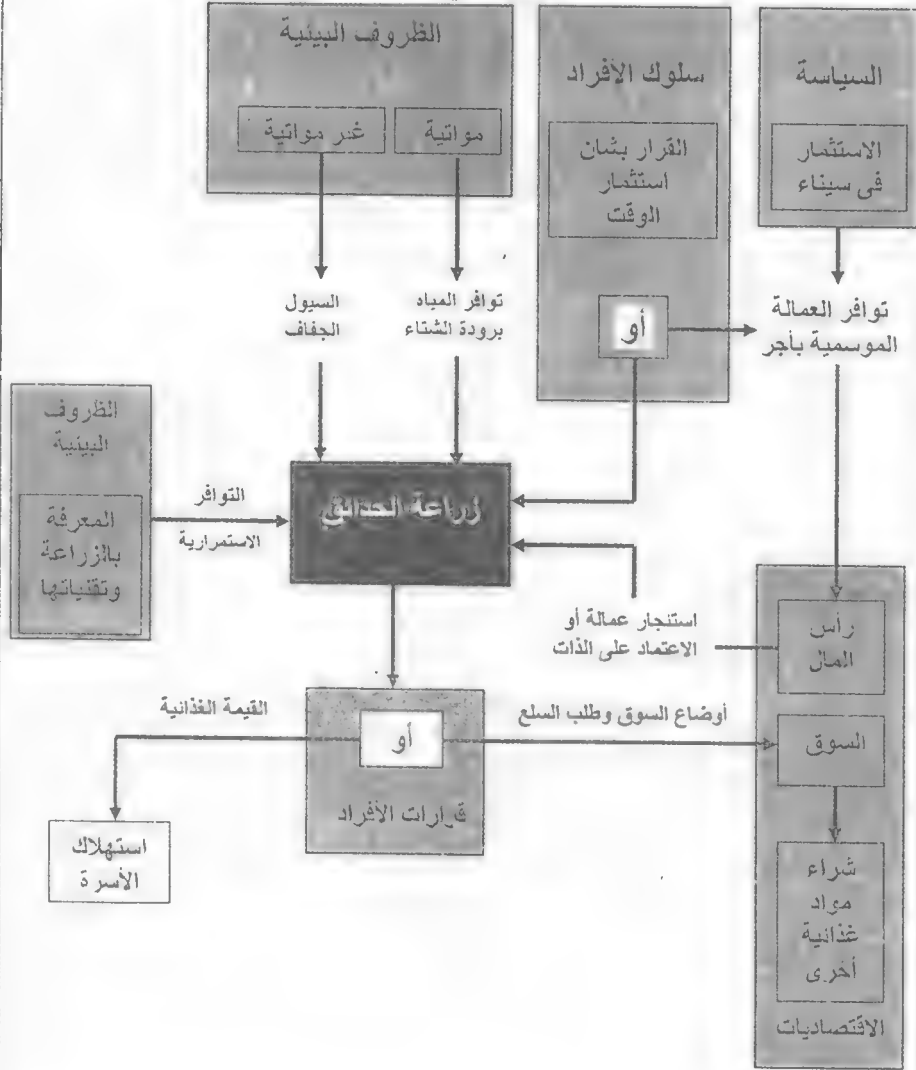 السياسة
الاستثمار
فى سيناء
سلوك الأفراد
القرار بشان
استثمار
الوقت
أو
الظروف البيئية
مواتية
غير مواتية
توافر العمالة
الموسمية بأجر
توافر المياه
برودة الشتاء
السيول
الجفاف
الظروف
البيئية
المعرفة
بالزراعة
وتقنياتها
التوافر
الاستمرارية
زراعة الحدائق
استئجار عمالة أو
الاعتماد على الذات
رأس
المال
أوضاع السوق وطلب السلع
السوق
القيمة الغذائية
أو
قرارات الأفراد
استهلاك
الأسرة
شراء
مواد
غذائية
أخرى
الاقتصاديات